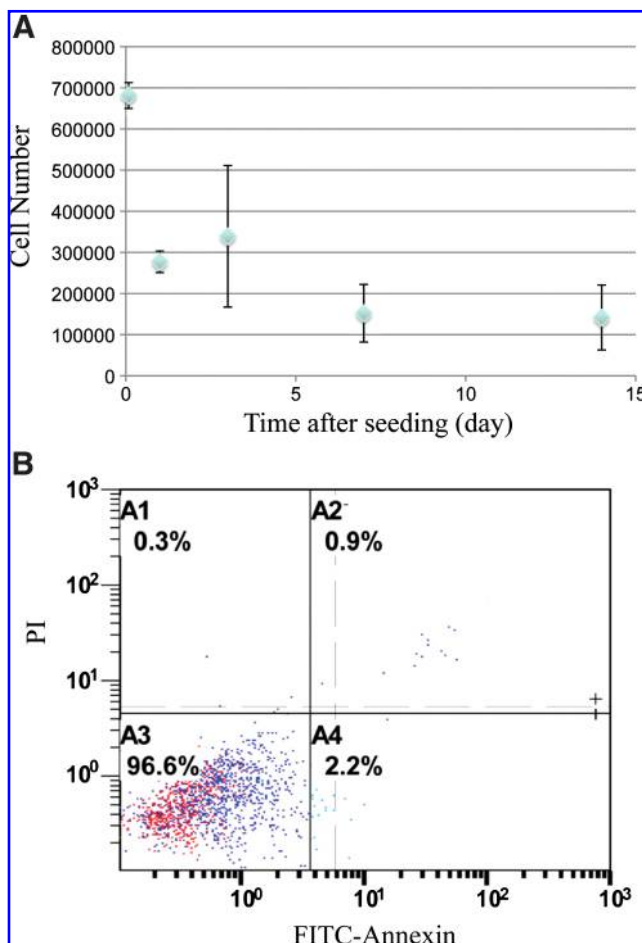 A
800000
700000
600000
500000
400000
300000
200000
100000
0
Cell Number
0 5 10 15
Time after seeding (day)
B
10³
10²
10¹
10⁰
PI
A1 A2
0.3% 0.9%
A3 A4
96.6% 2.2%
10⁰ 10¹ 10² 10³
FITC-Annexin